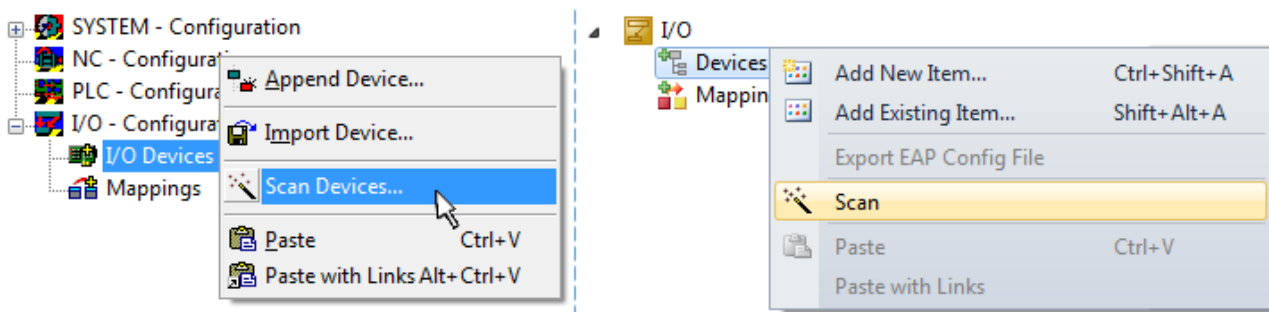 SYSTEM - Configuration
NC - Configurati
PLC - Configura
I/O - Configurat
I/O Devices
Mappings
Append Device...
Import Device...
Scan Devices...
Paste Ctrl+V
Paste with Links Alt+Ctrl+V
I/O
Devices
Mappin
Add New Item... Ctrl+Shift+A
Add Existing Item... Shift+Alt+A
Export EAP Config File
Scan
Paste Ctrl+V
Paste with Links